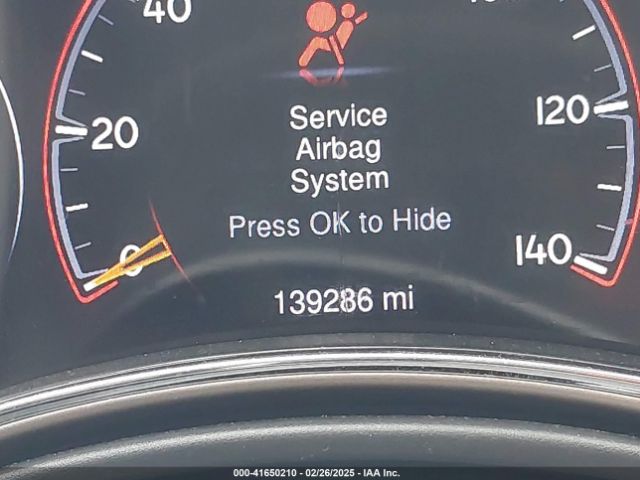 40
120
20
Service
Airbag
System
Press OK to Hide
0
140
139286 mi
000-41650210 - 02/26/2025 - IAA Inc.